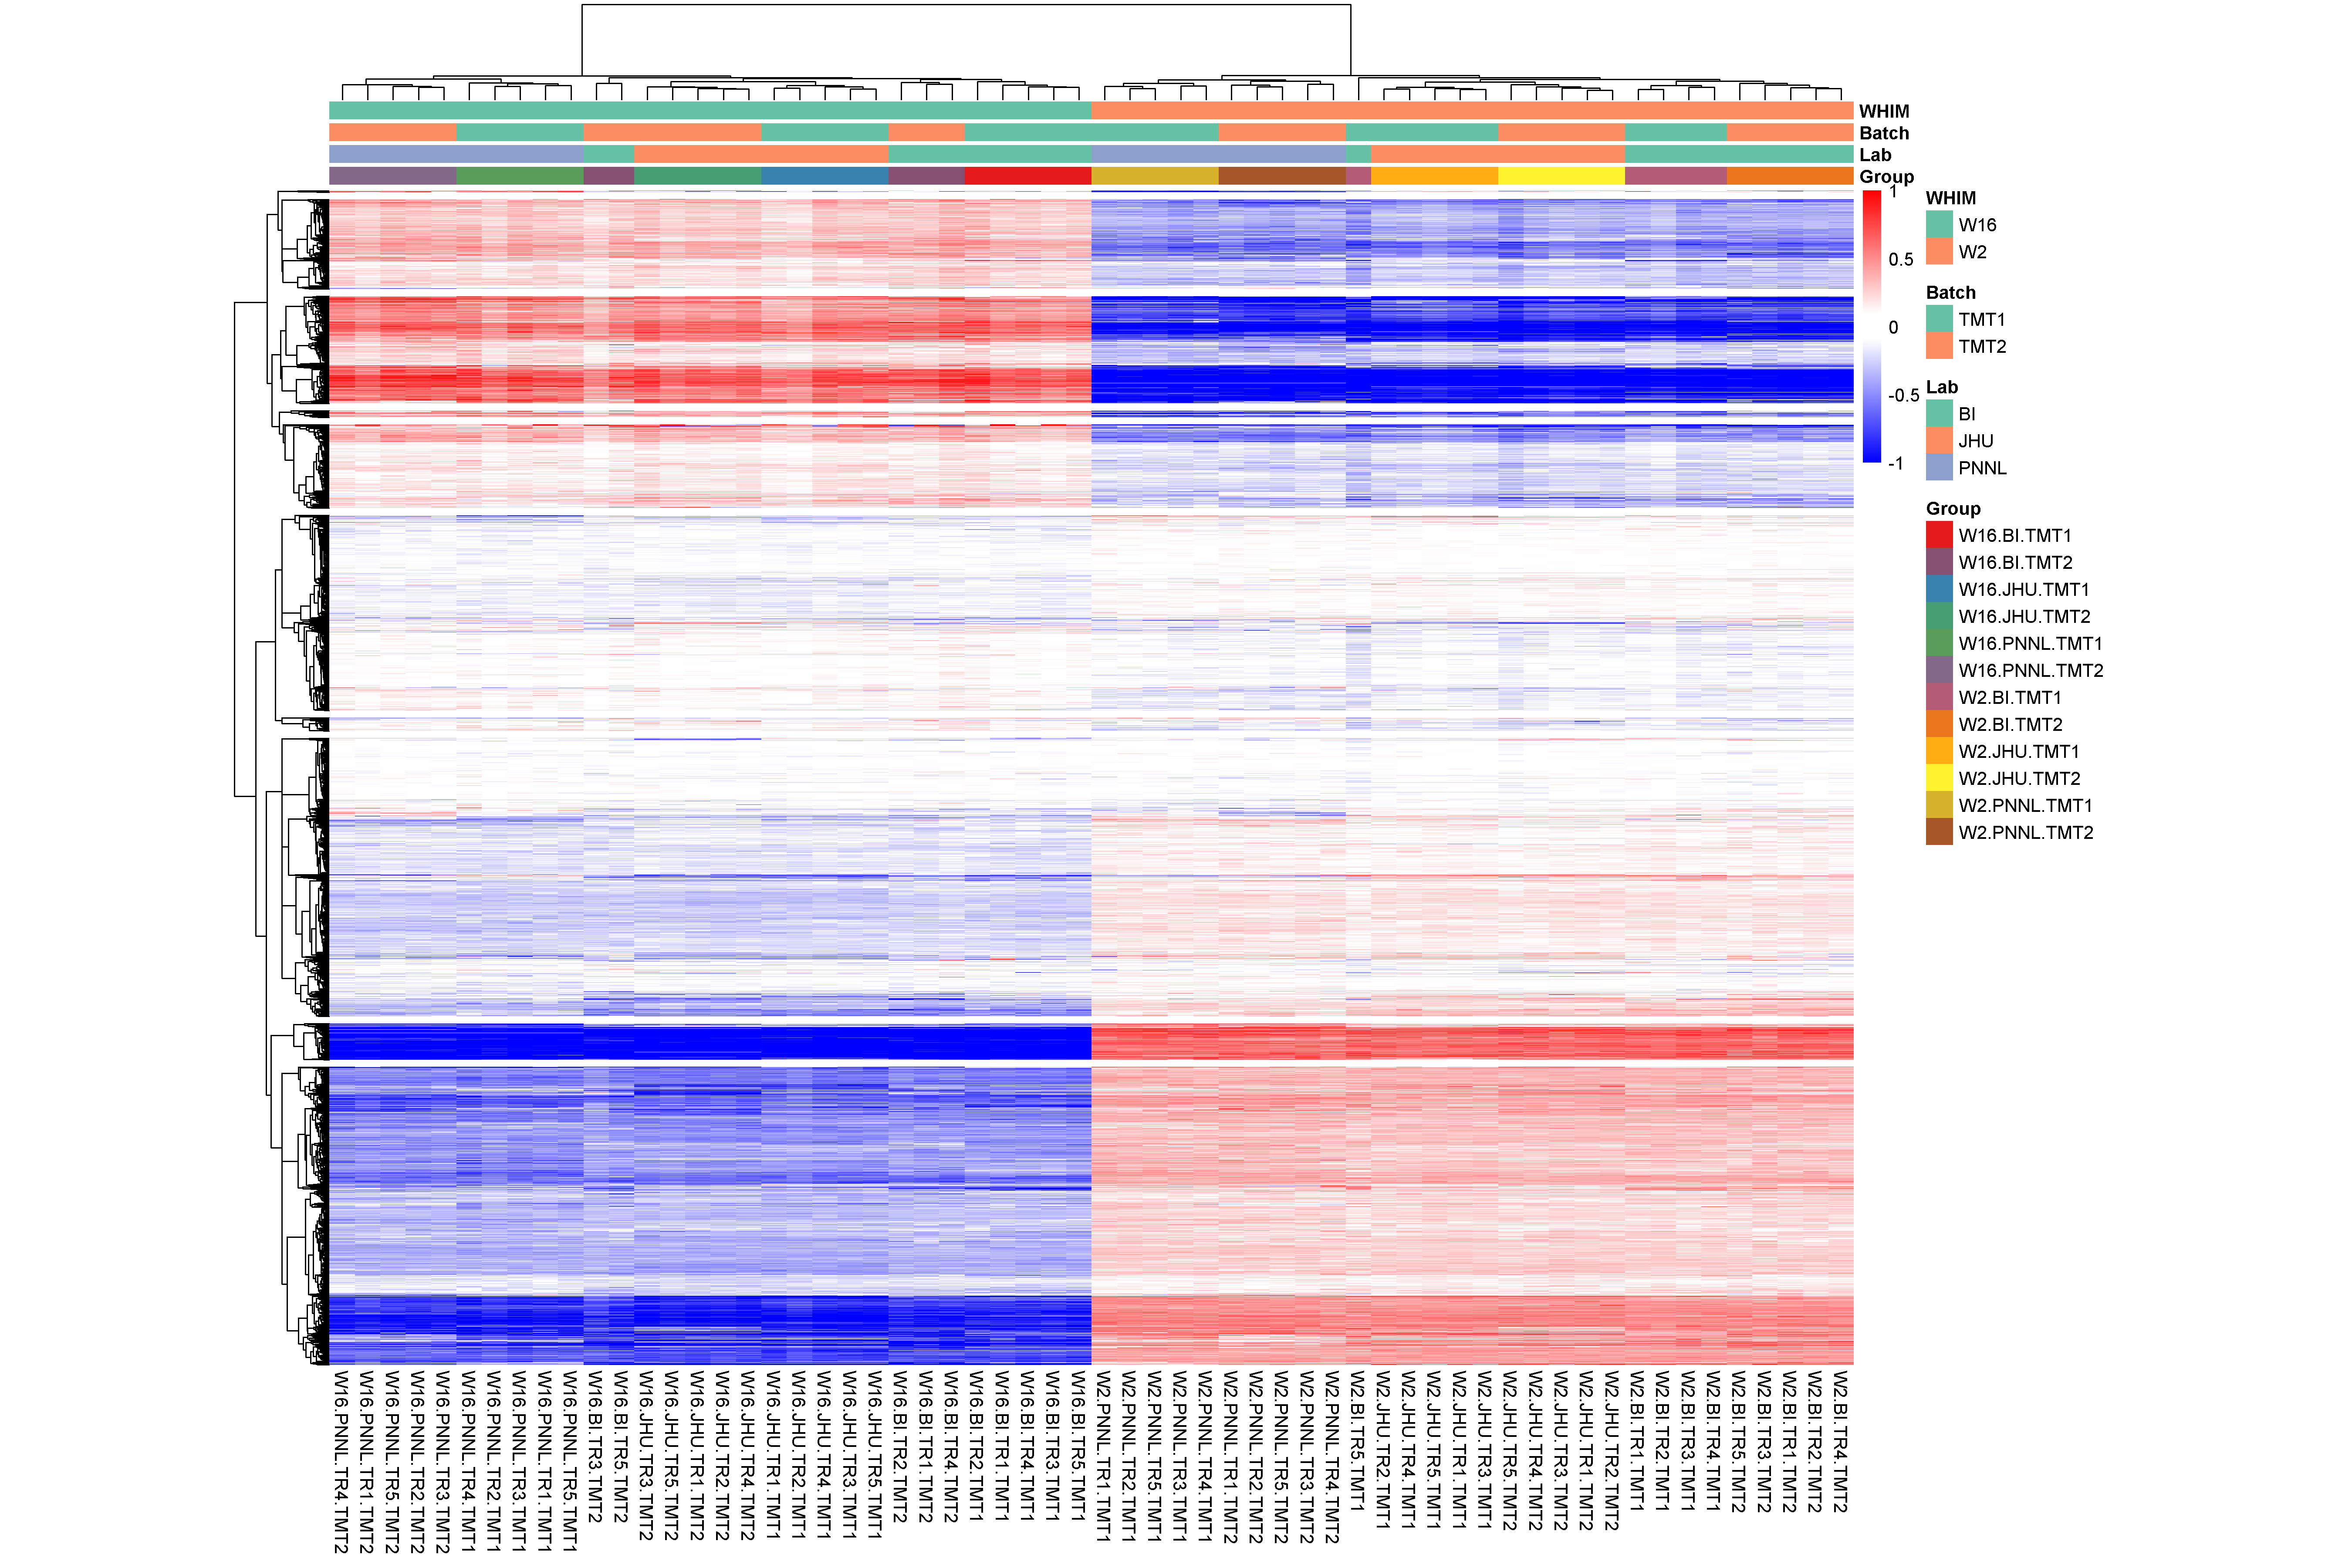 WHIM
Batch
Lab
Group
1
0.5
0
-0.5
-1
WHIM
W16
W2
Batch
TMT1
TMT2
Lab
BI
JHU
PNNL
Group
W16.BI.TMT1
W16.BI.TMT2
W16.JHU.TMT1
W16.JHU.TMT2
W16.PNNL.TMT1
W16.PNNL.TMT2
W2.BI.TMT1
W2.BI.TMT2
W2.JHU.TMT1
W2.JHU.TMT2
W2.PNNL.TMT1
W2.PNNL.TMT2
W16.PNNL.TR4.TMT2
W16.PNNL.TR1.TMT2
W16.PNNL.TR5.TMT2
W16.PNNL.TR2.TMT2
W16.PNNL.TR3.TMT2
W16.PNNL.TR4.TMT1
W16.PNNL.TR2.TMT1
W16.PNNL.TR3.TMT1
W16.PNNL.TR1.TMT1
W16.PNNL.TR5.TMT1
W16.BI.TR3.TMT2
W16.BI.TR5.TMT2
W16.JHU.TR3.TMT2
W16.JHU.TR5.TMT2
W16.JHU.TR1.TMT2
W16.JHU.TR2.TMT2
W16.JHU.TR4.TMT2
W16.JHU.TR1.TMT1
W16.JHU.TR2.TMT1
W16.JHU.TR4.TMT1
W16.JHU.TR3.TMT1
W16.JHU.TR5.TMT1
W16.BI.TR2.TMT2
W16.BI.TR1.TMT2
W16.BI.TR4.TMT2
W16.BI.TR2.TMT1
W16.BI.TR1.TMT1
W16.BI.TR4.TMT1
W16.BI.TR3.TMT1
W16.BI.TR5.TMT1
W2.PNNL.TR1.TMT1
W2.PNNL.TR2.TMT1
W2.PNNL.TR5.TMT1
W2.PNNL.TR3.TMT1
W2.PNNL.TR4.TMT1
W2.PNNL.TR1.TMT2
W2.PNNL.TR2.TMT2
W2.PNNL.TR5.TMT2
W2.PNNL.TR3.TMT2
W2.PNNL.TR4.TMT2
W2.BI.TR5.TMT1
W2.JHU.TR2.TMT1
W2.JHU.TR4.TMT1
W2.JHU.TR5.TMT1
W2.JHU.TR1.TMT1
W2.JHU.TR3.TMT1
W2.JHU.TR5.TMT2
W2.JHU.TR4.TMT2
W2.JHU.TR3.TMT2
W2.JHU.TR1.TMT2
W2.JHU.TR2.TMT2
W2.BI.TR1.TMT1
W2.BI.TR2.TMT1
W2.BI.TR3.TMT1
W2.BI.TR4.TMT1
W2.BI.TR5.TMT2
W2.BI.TR3.TMT2
W2.BI.TR1.TMT2
W2.BI.TR2.TMT2
W2.BI.TR4.TMT2